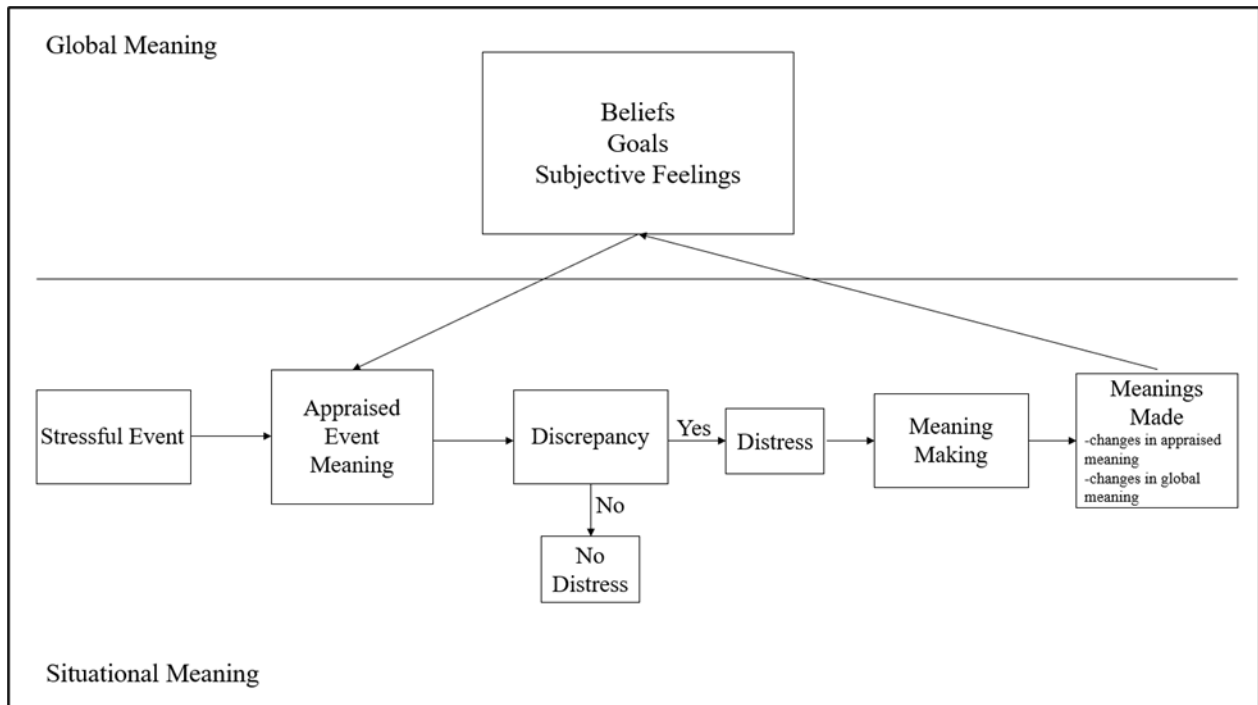 Global Meaning
Beliefs
Goals
Subjective Feelings
Stressful Event
Appraised
Event
Meaning
Discrepancy
Yes
No
No
Distress
Distress
Meaning
Making
Meanings
Made
-changes in appraised
meaning
-changes in global
meaning
Situational Meaning